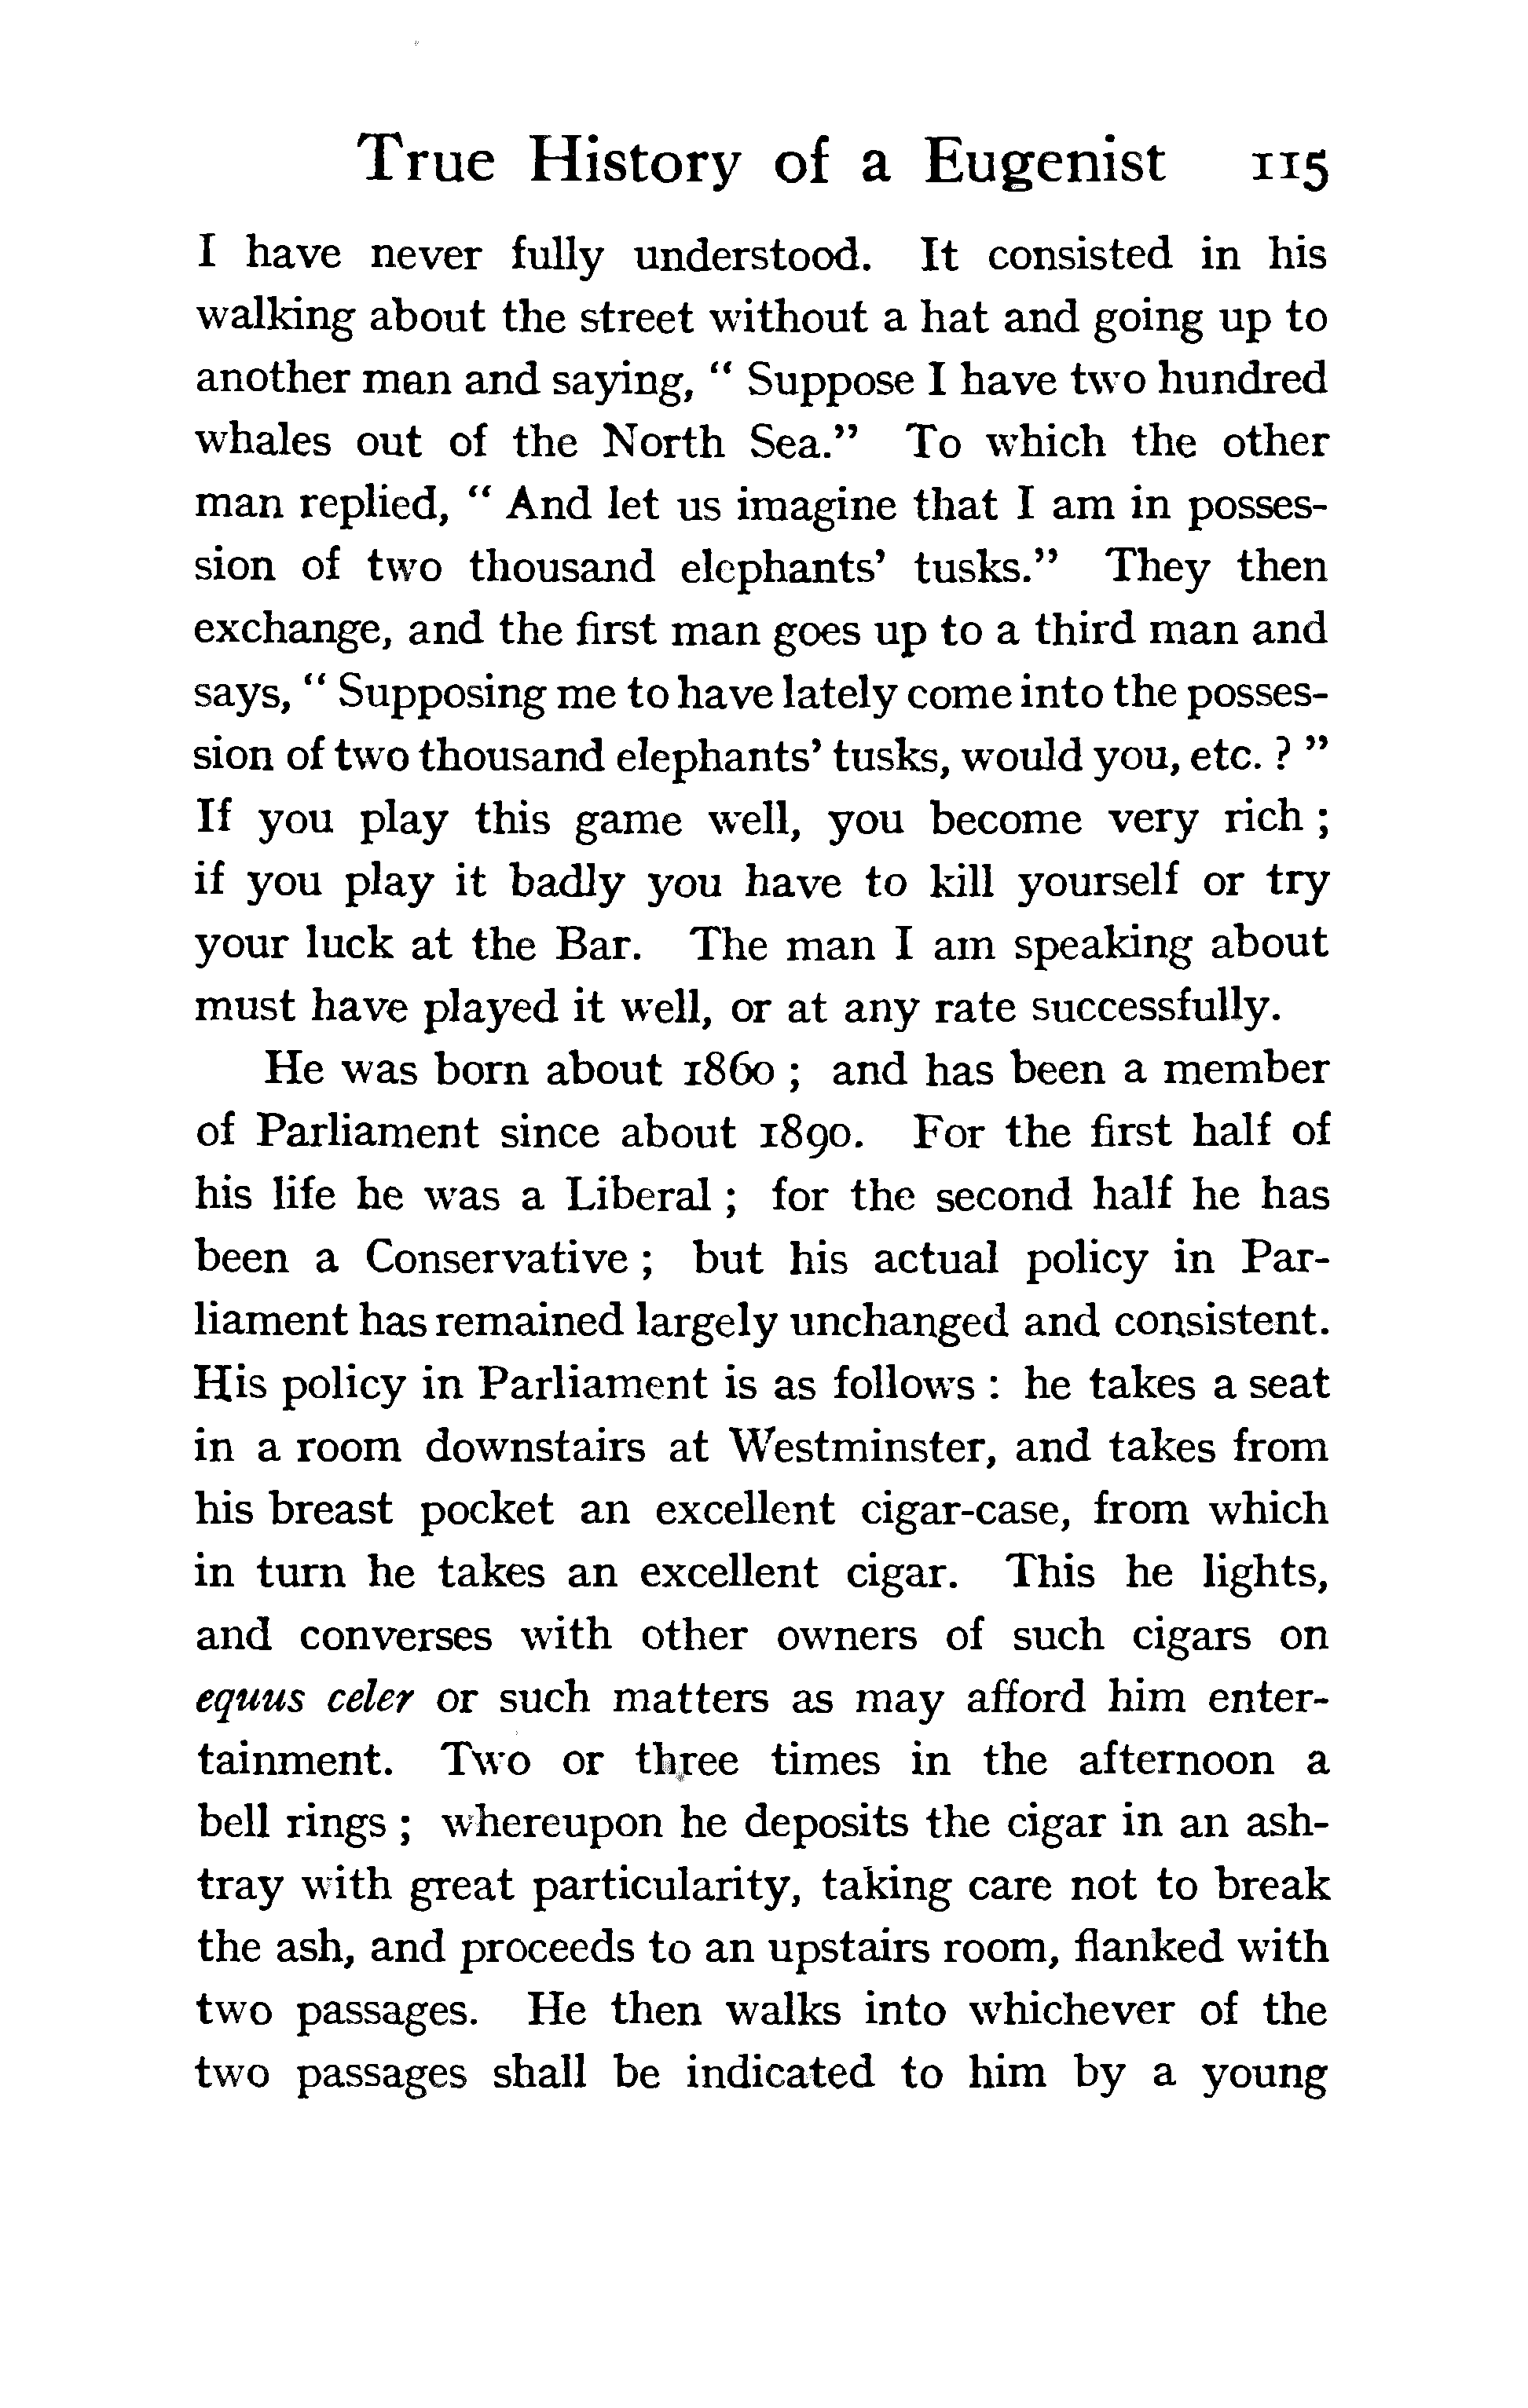 True History of a Eugenist 115
I have never fully understood. It consisted in his
walking about the street without a hat and going up to
another man and saying, " Suppose I have two hundred
whales out of the North Sea." To which the other
man replied, " And let us imagine that I am in posses-
sion of two thousand elephants' tusks." They then
exchange, and the first man goes up to a third man and
says, " Supposing me to have lately come into the posses-
sion of two thousand elephants' tusks, would you, etc. ? "
If you play this game well, you become very rich ;
if you play it badly you have to kill yourself or try
your luck at the Bar. The man I am speaking about
must have played it well, or at any rate successfully.
He was born about 1860 ; and has been a member
of Parliament since about 1890. For the first half of
his life he was a Liberal ; for the second half he has
been a Conservative ; but his actual policy in Par-
liament has remained largely unchanged and consistent.
His policy in Parliament is as follows : he takes a seat
in a room downstairs at Westminster, and takes from
his breast pocket an excellent cigar-case, from which
in turn he takes an excellent cigar. This he lights,
and converses with other owners of such cigars on
equus celer or such matters as may afford him enter-
tainment. Two or three times in the afternoon a
bell rings ; whereupon he deposits the cigar in an ash-
tray with great particularity, taking care not to break
the ash, and proceeds to an upstairs room, flanked with
two passages. He then walks into whichever of the
two passages shall be indicated to him by a young